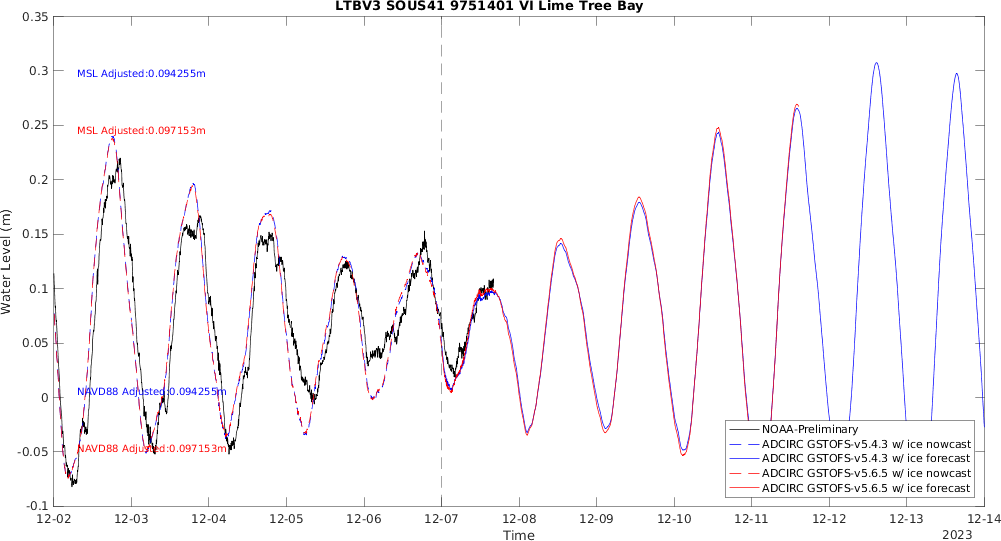 LTBV3 SOUS41 9751401 VI Lime Tree Bay
0.35
0.3
0.25
0.2
0.15
0.1
0.05
0
-0.05
-0.1
Water Level (m)
MSL Adjusted:0.094255m
MSL Adjusted:0.097153m
NAVD88 Adjusted:0.094255m
NAVD88 Adjusted:0.097153m
NOAA-Preliminary
ADCIRC GSTOFS-v5.4.3 w/ ice nowcast
ADCIRC GSTOFS-v5.4.3 w/ ice forecast
ADCIRC GSTOFS-v5.6.5 w/ ice nowcast
ADCIRC GSTOFS-v5.6.5 w/ ice forecast
12-02 12-03 12-04 12-05 12-06 12-07 12-08 12-09 12-10 12-11 12-12 12-13 12-14
Time
2023